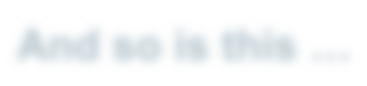 And so is this ...